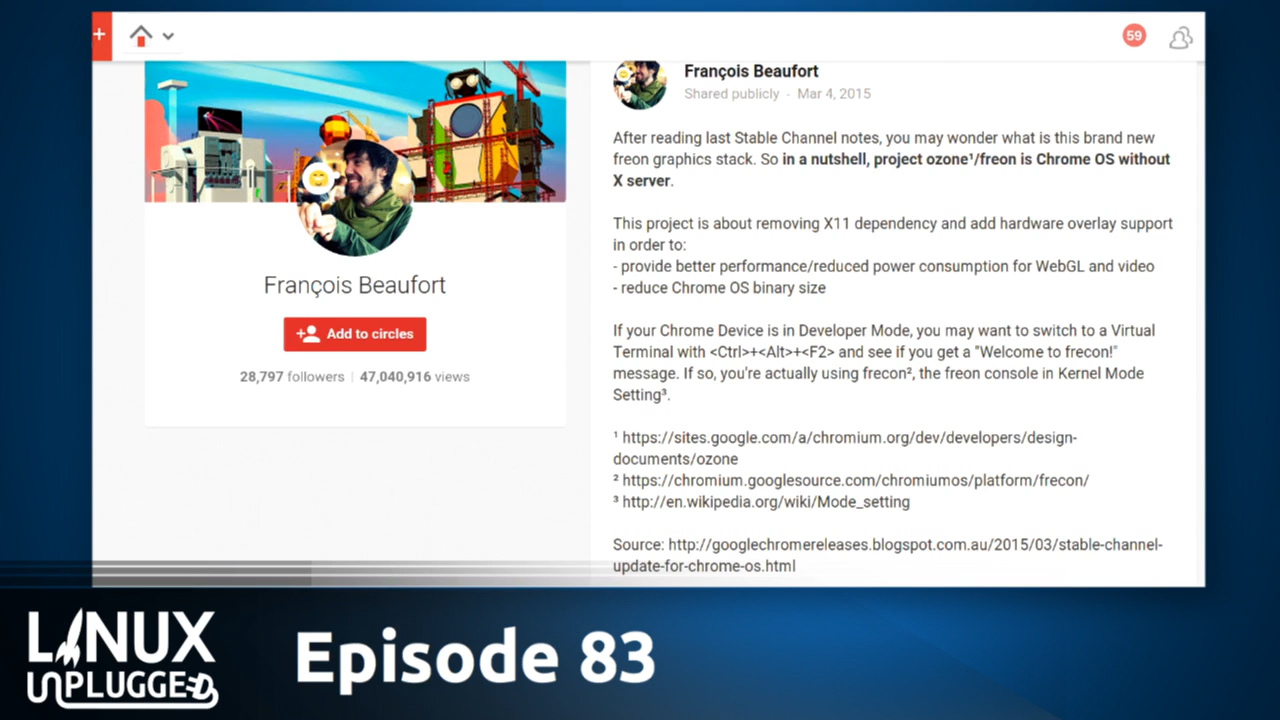 +
59
François Beaufort
Add to circles
28,797 followers | 47,040,916 views
François Beaufort
Shared publicly - Mar 4, 2015
After reading last Stable Channel notes, you may wonder what is this brand new
freon graphics stack. So in a nutshell, project ozone¹/freon is Chrome OS without
X server.
This project is about removing X11 dependency and add hardware overlay support
in order to:
- provide better performance/reduced power consumption for WebGL and video
- reduce Chrome OS binary size
If your Chrome Device is in Developer Mode, you may want to switch to a Virtual
Terminal with <Ctrl>+<Alt>+<F2> and see if you get a "Welcome to frecon!"
message. If so, you're actually using frecon², the freon console in Kernel Mode
Setting³.
¹ https://sites.google.com/a/chromium.org/dev/developers/design-
documents/ozone
² https://chromium.googlesource.com/chromiumos/platform/frecon/
³ http://en.wikipedia.org/wiki/Mode_setting
Source: http://googlechromereleases.blogspot.com.au/2015/03/stable-channel-
update-for-chrome-os.html
LINUX
UNPLUGGED
Episode 83